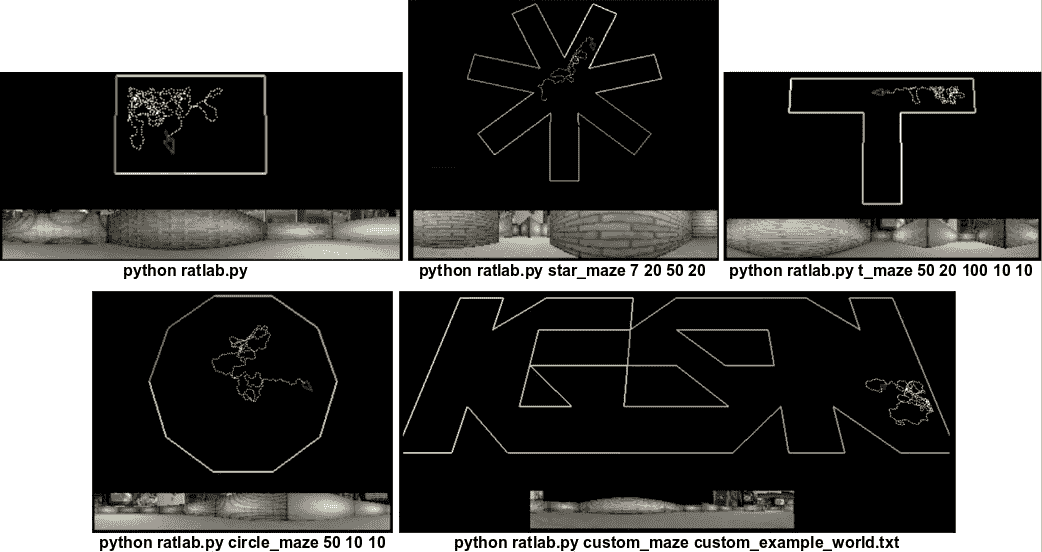 python ratlab.py
python ratlab.py star_maze 7 20 50 20
python ratlab.py t_maze 50 20 100 10 10
python ratlab.py circle_maze 50 10 10
python ratlab.py custom_maze custom_example_world.txt